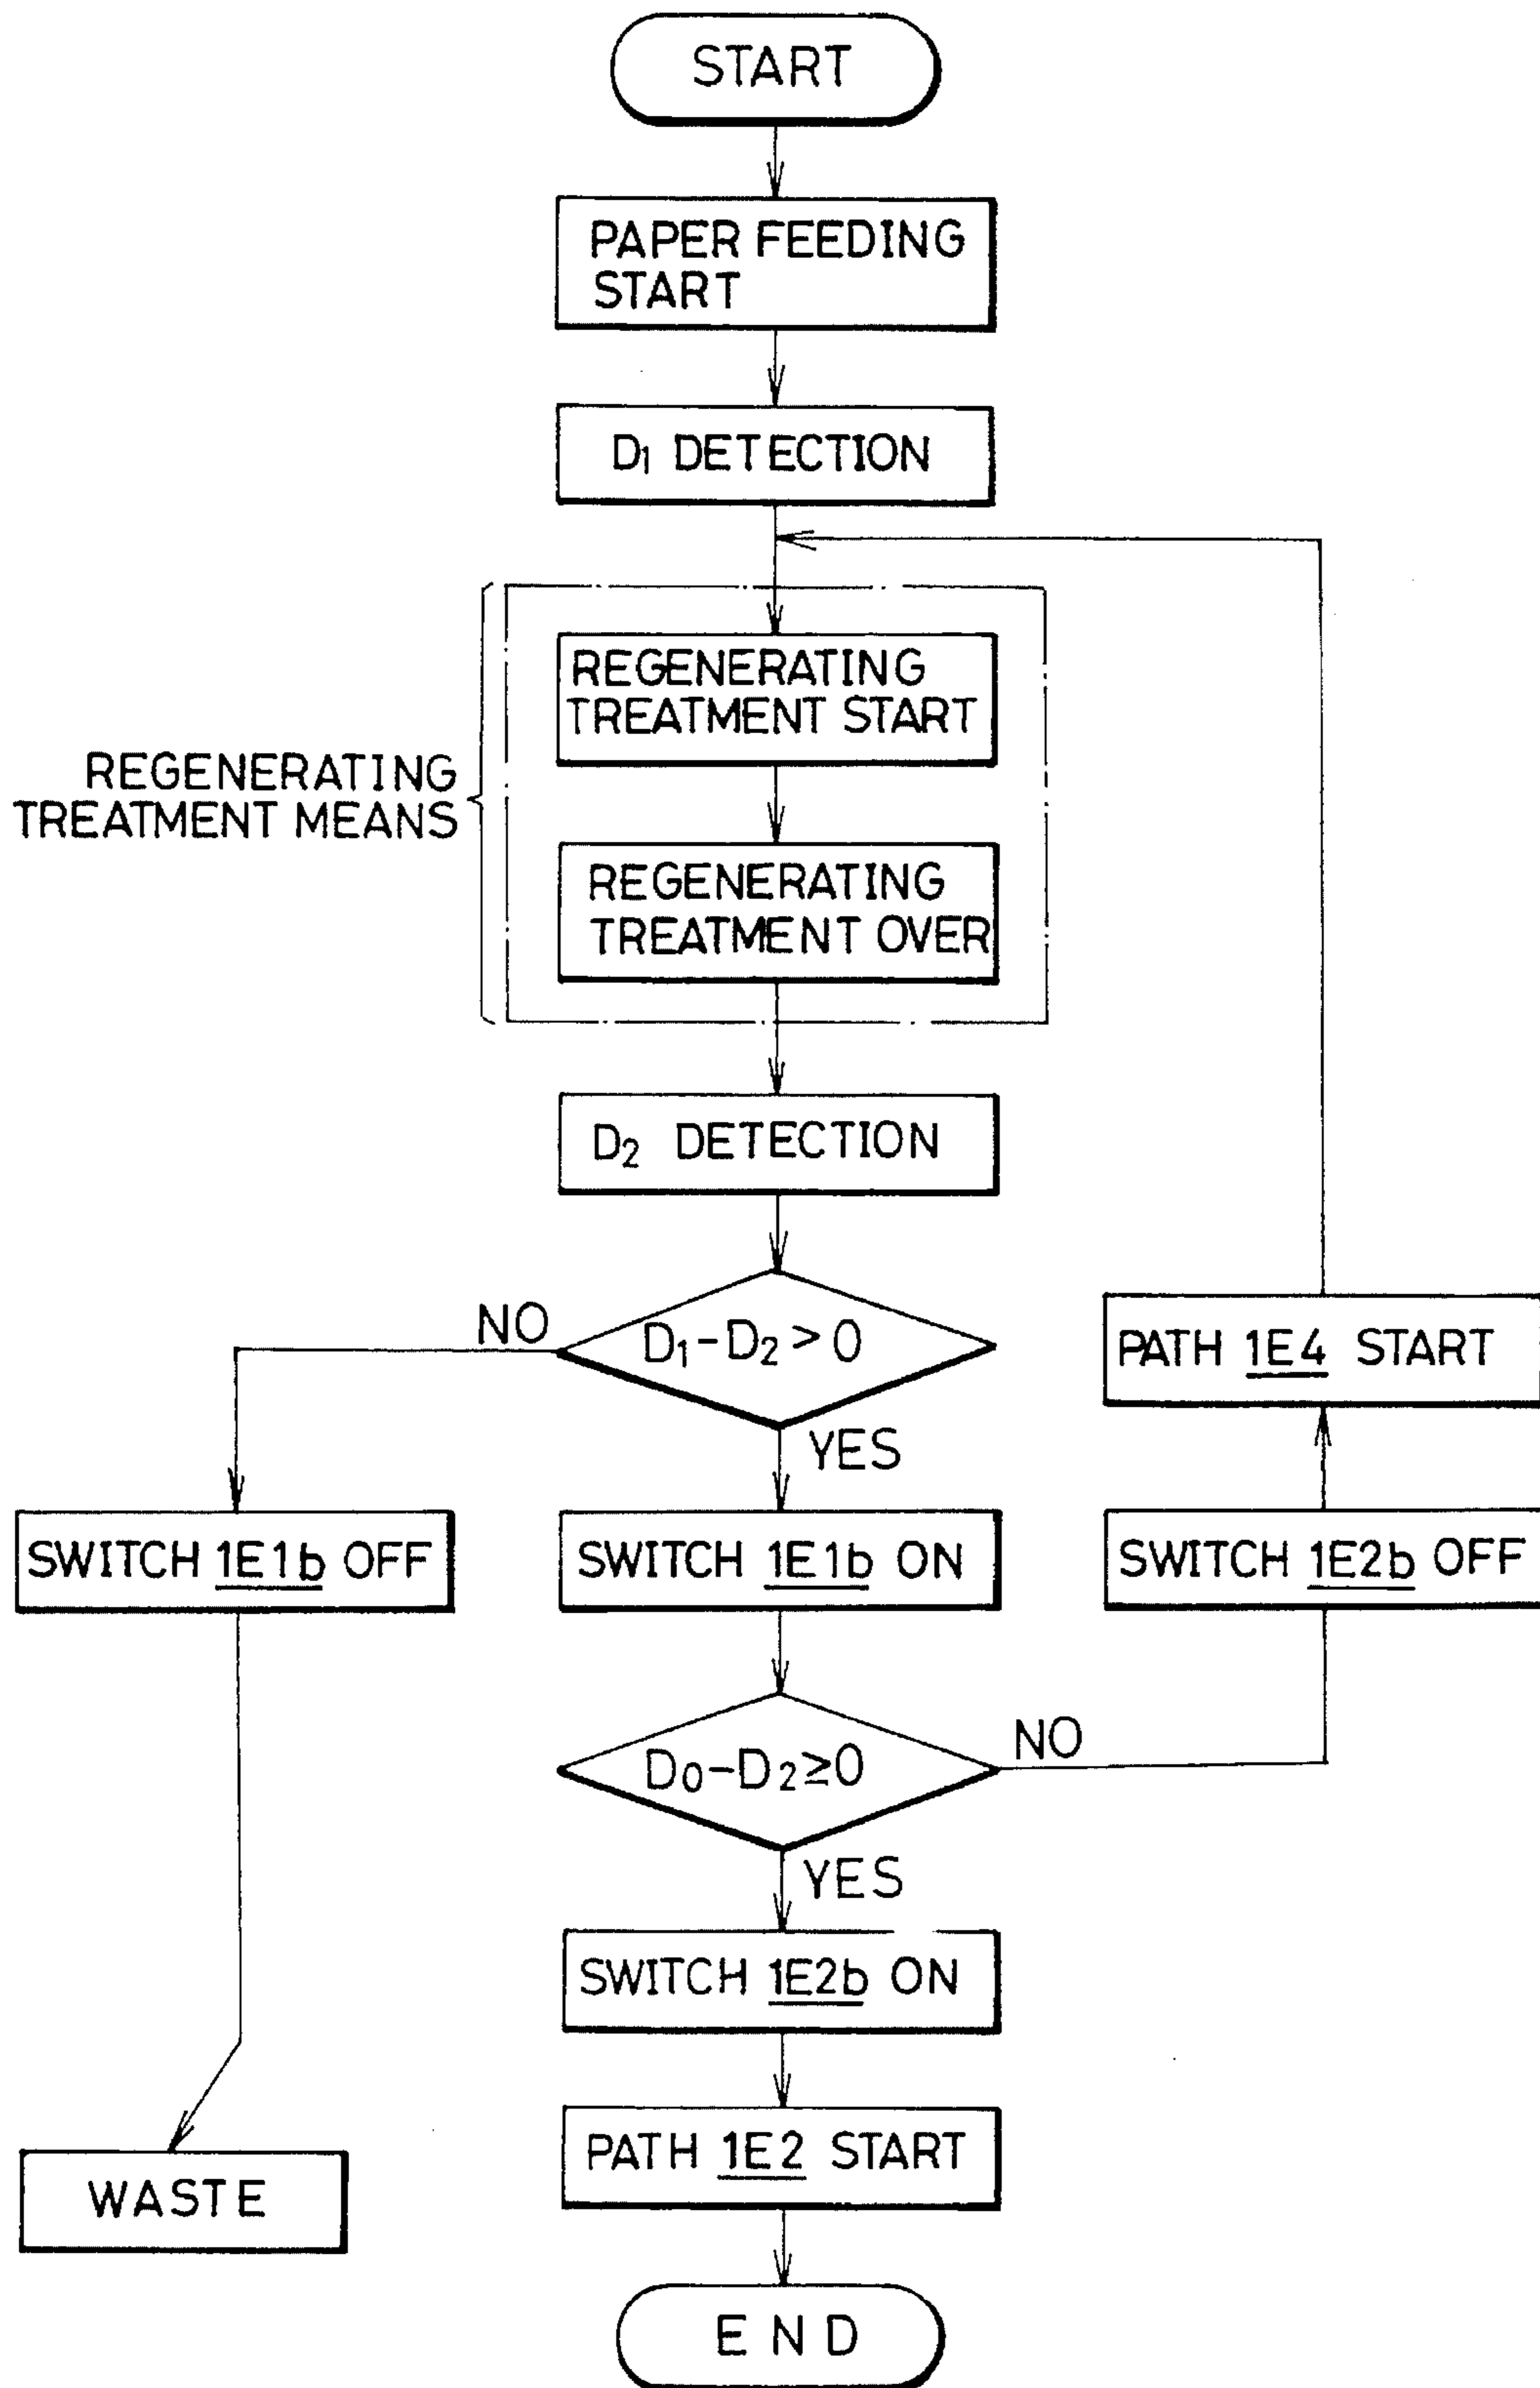 START
PAPER FEEDING
START
D1 DETECTION
REGENERATING
TREATMENT START
REGENERATING
TREATMENT MEANS
REGENERATING
TREATMENT OVER
D2 DETECTION
NO
D1-D2>0
PATH 1E4 START
YES
SWITCH 1E1b OFF
SWITCH 1E1b ON
SWITCH 1E2b OFF
D0-D2≥0
NO
YES
SWITCH 1E2b ON
PATH 1E2 START
WASTE
END